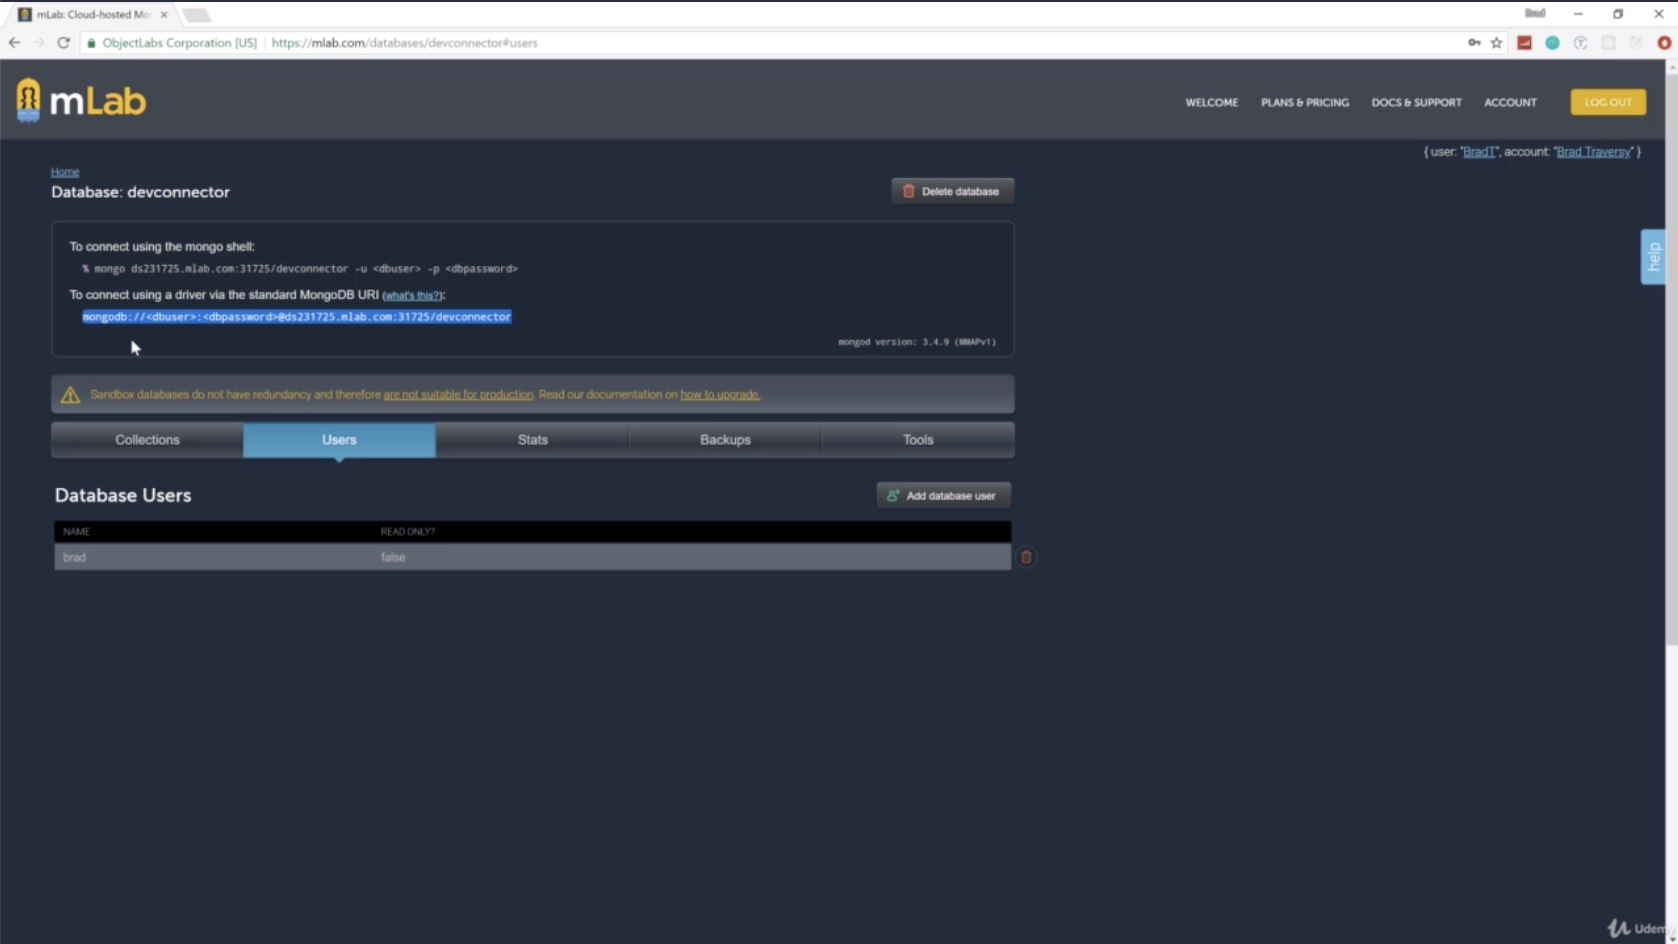 mLab: Cloud-hosted Mo
Brad
ObjectLabs Corporation [US] | https://mlab.com/databases/devconnector#users
mLab
WELCOME PLANS & PRICING DOCS & SUPPORT ACCOUNT LOG OUT
{ user: "BradT", account: "Brad Traversy" }
Home
Database: devconnector
Delete database
To connect using the mongo shell:
% mongo ds231725.mlab.com:31725/devconnector -u <dbuser> -p <dbpassword>
To connect using a driver via the standard MongoDB URI (what's this?):
mongodb://<dbuser>:<dbpassword>@ds231725.mlab.com:31725/devconnector
mongod version: 3.4.9 (MMAPv1)
help
Sandbox databases do not have redundancy and therefore are not suitable for production. Read our documentation on how to upgrade.
Collections Users Stats Backups Tools
Database Users
Add database user
NAME READ ONLY?
brad false
Udem